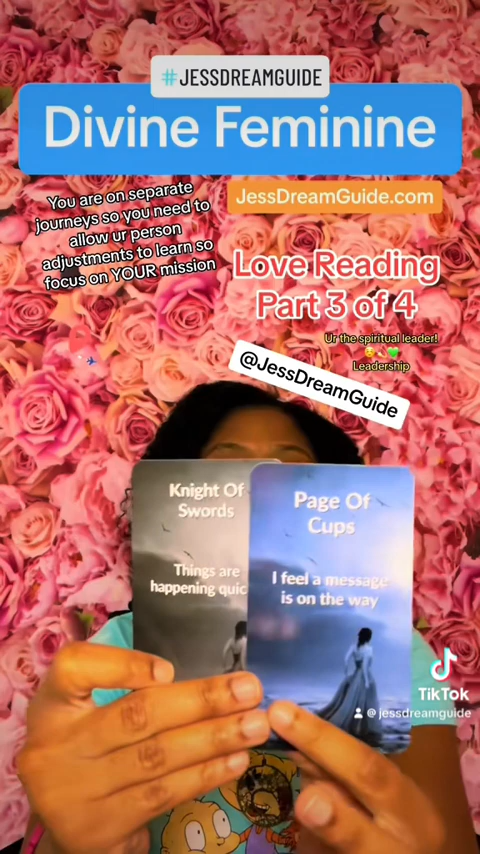 #JESSDREAMGUIDE
Divine Feminine
You are on separate
journeys so you need to
allow ur person
adjustments to learn so
focus on YOUR mission
JessDreamGuide.com
Love Reading
Part 3 of 4
Ur the spiritual leader!
🥰💫💚
Leadership
@JessDreamGuide
Knight Of
Swords
Things are
happening quic
Page Of
Cups
I feel a message
is on the way
TikTok
@jessdreamguide